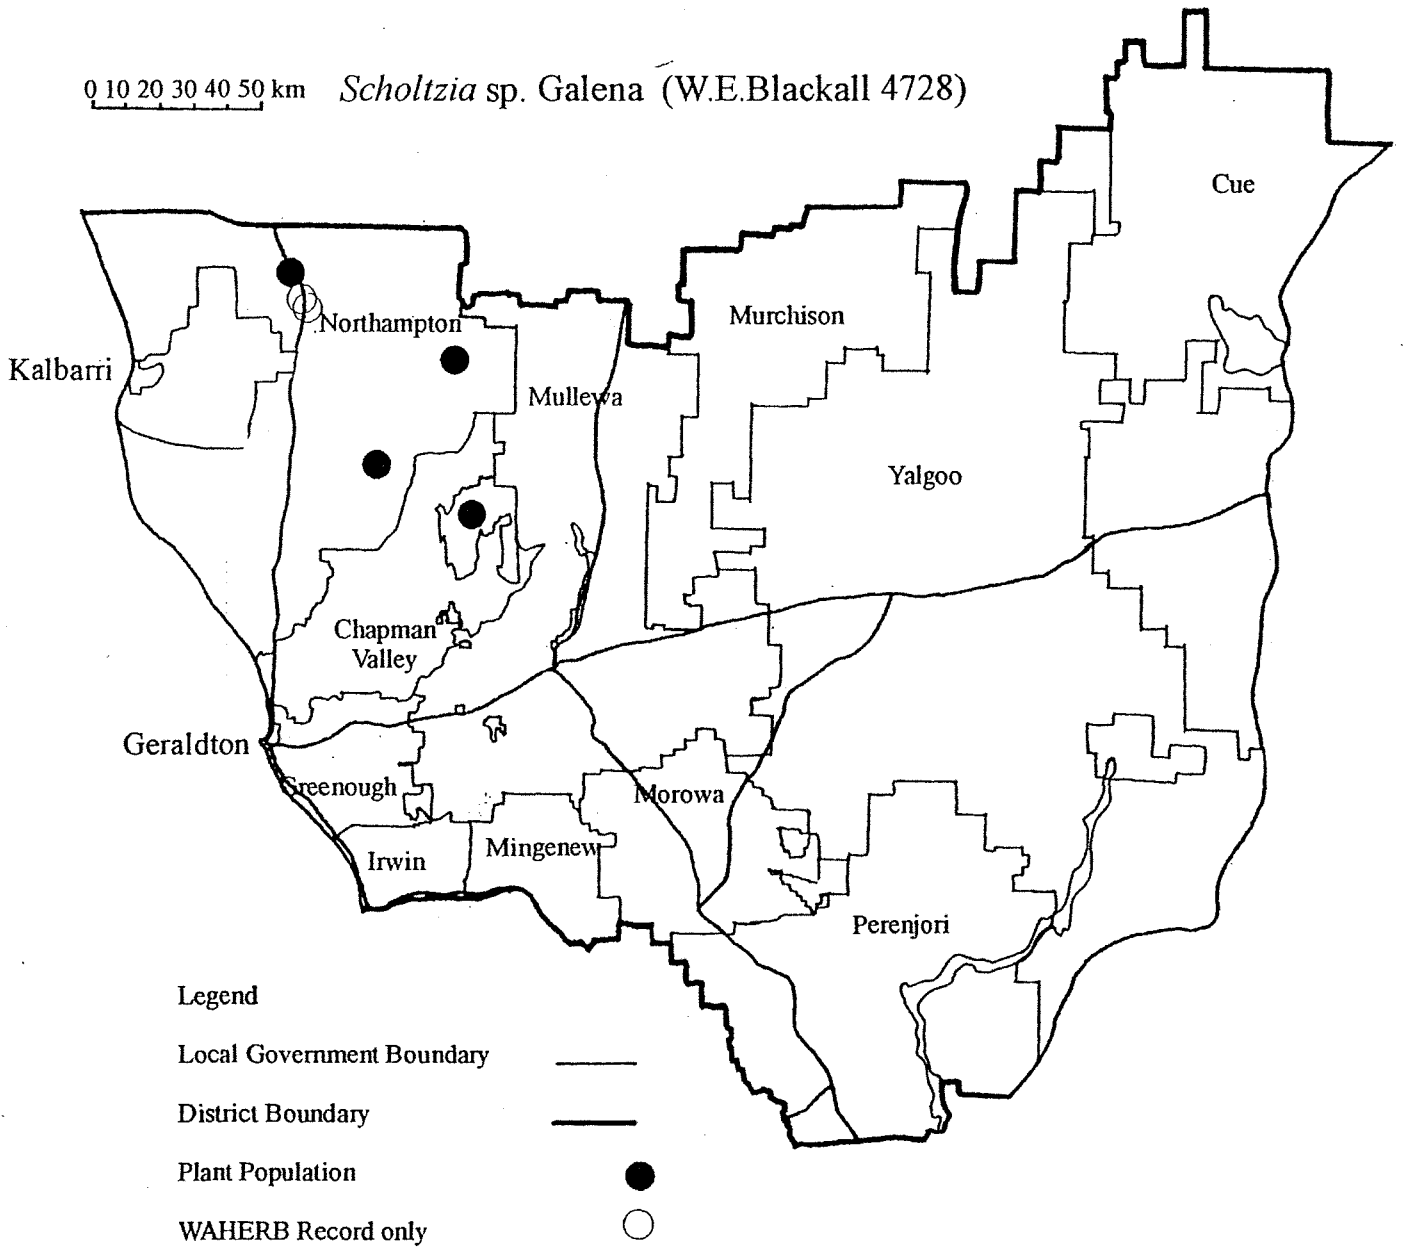 0 10 20 30 40 50 km
Scholtzia sp. Galena (W.E.Blackall 4728)
Cue
Murchison
Northampton
Kalbarri
Mullewa
Yalgoo
Chapman
Valley
Geraldton
Greenough
Morowa
Irwin
Mingenew
Perenjori
Legend
Local Government Boundary
District Boundary
Plant Population
WAHERB Record only